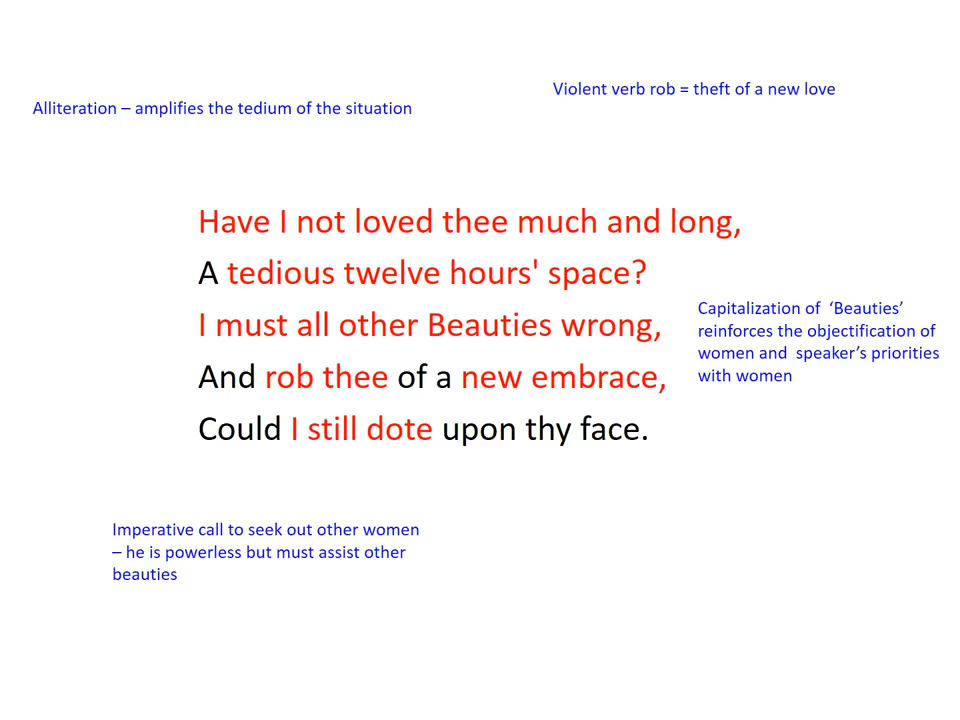 Violent verb rob = theft of a new love
Alliteration – amplifies the tedium of the situation
Have I not loved thee much and long,
A tedious twelve hours' space?
I must all other Beauties wrong,
And rob thee of a new embrace,
Could I still dote upon thy face.
Capitalization of  ‘Beauties’
reinforces the objectification of
women and  speaker’s priorities
with women
Imperative call to seek out other women
– he is powerless but must assist other
beauties